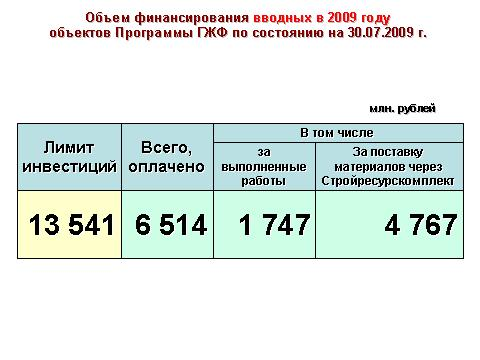 Объем финансирования вводных в 2009 году
объектов Программы ГЖФ по состоянию на 30.07.2009 г.
млн. рублей
Лимит
инвестиций
Всего,
оплачено
В том числе
за
выполненные
работы
За поставку
материалов через
Стройресурскомплект
13 541
6 514
1 747
4 767